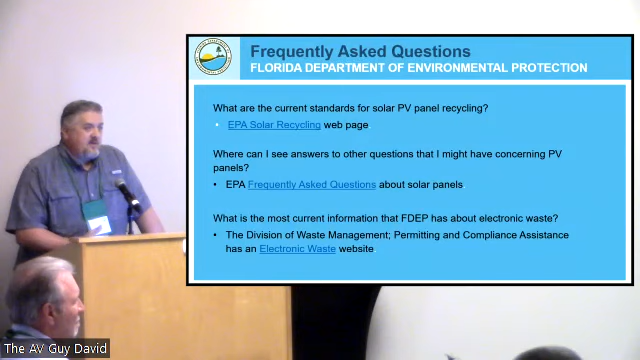 Frequently Asked Questions
FLORIDA DEPARTMENT OF ENVIRONMENTAL PROTECTION
What are the current standards for solar PV panel recycling?
• EPA Solar Recycling web page.
Where can I see answers to other questions that I might have concerning PV
panels?
• EPA Frequently Asked Questions about solar panels.
What is the most current information that FDEP has about electronic waste?
• The Division of Waste Management; Permitting and Compliance Assistance
has an Electronic Waste website.
The AV Guy David